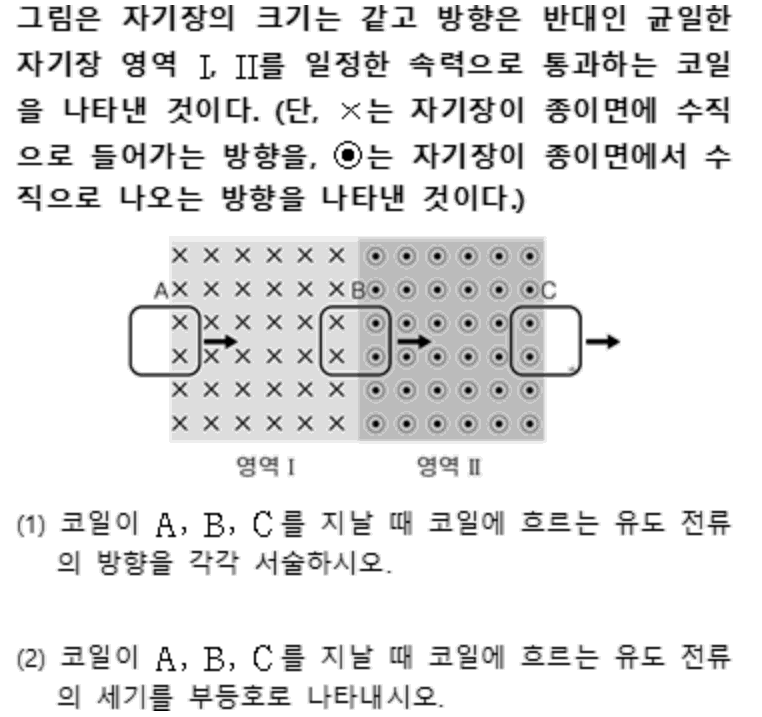 그림은 자기장의 크기는 같고 방향은 반대인 균일한
자기장 영역 Ⅰ, Ⅱ를 일정한 속력으로 통과하는 코일
을 나타낸 것이다. (단, ×는 자기장이 종이면에 수직
으로 들어가는 방향을, ⦿는 자기장이 종이면에서 수
직으로 나오는 방향을 나타낸 것이다.)
A B C
영역 Ⅰ 영역 Ⅱ
(1) 코일이 A, B, C를 지날 때 코일에 흐르는 유도 전류
의 방향을 각각 서술하시오.
(2) 코일이 A, B, C를 지날 때 코일에 흐르는 유도 전류
의 세기를 부등호로 나타내시오.